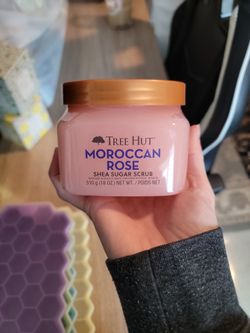 TREE HUT
MOROCCAN
ROSE
SHEA SUGAR SCRUB
510 g (18 OZ) NET WT. / POIDS NET